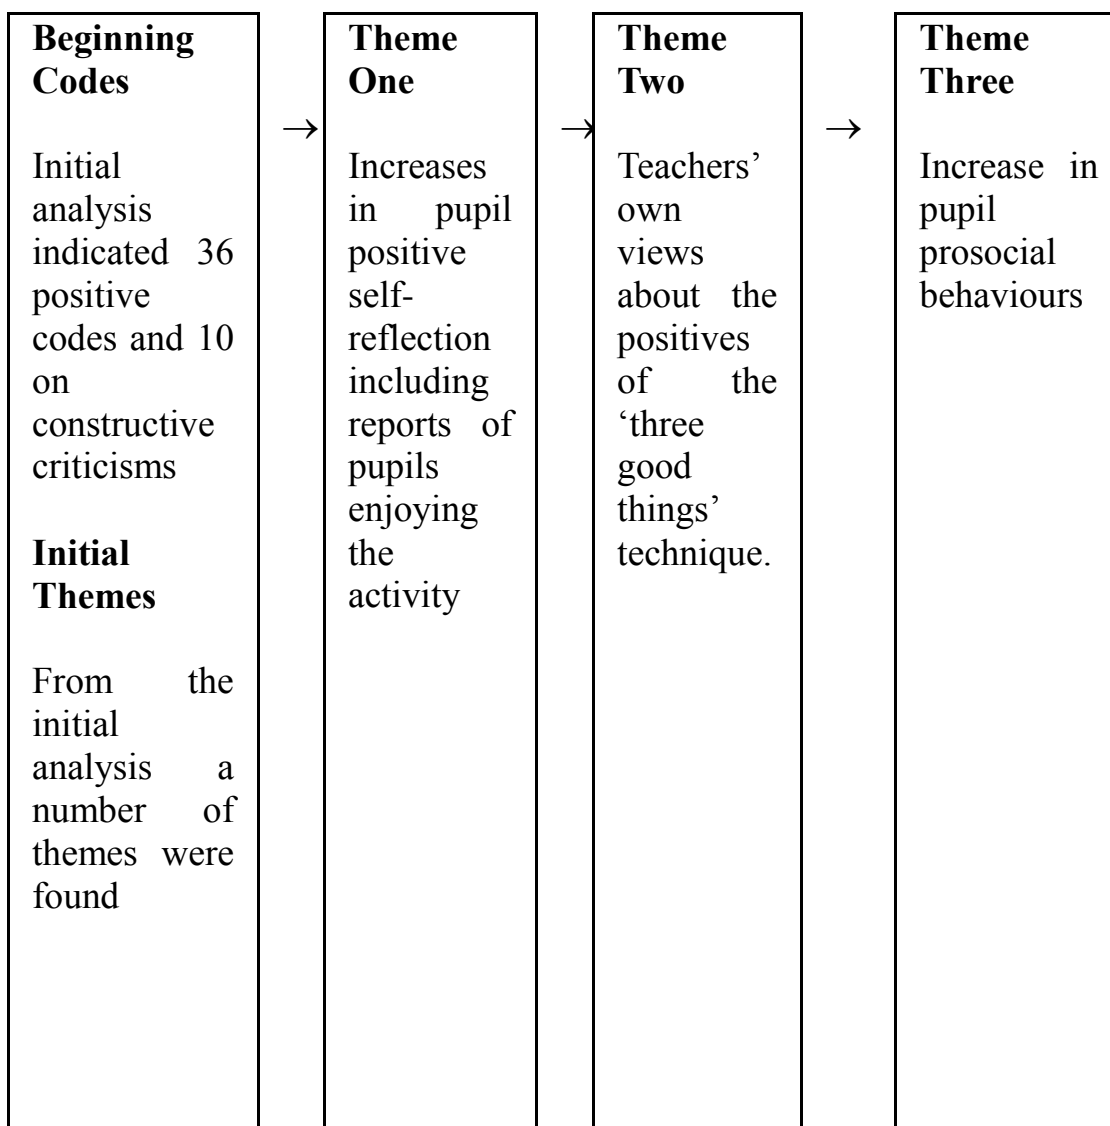 Beginning
Codes
Initial
analysis
indicated 36
positive
codes and 10
on
constructive
criticisms
Initial
Themes
From the
initial
analysis a
number of
themes were
found
→
Theme
One
Increases
in pupil
positive
self-
reflection
including
reports of
pupils
enjoying
the
activity
→
Theme
Two
Teachers’
own
views
about the
positives
of the
‘three
good
things’
technique.
→
Theme
Three
Increase in
pupil
prosocial
behaviours